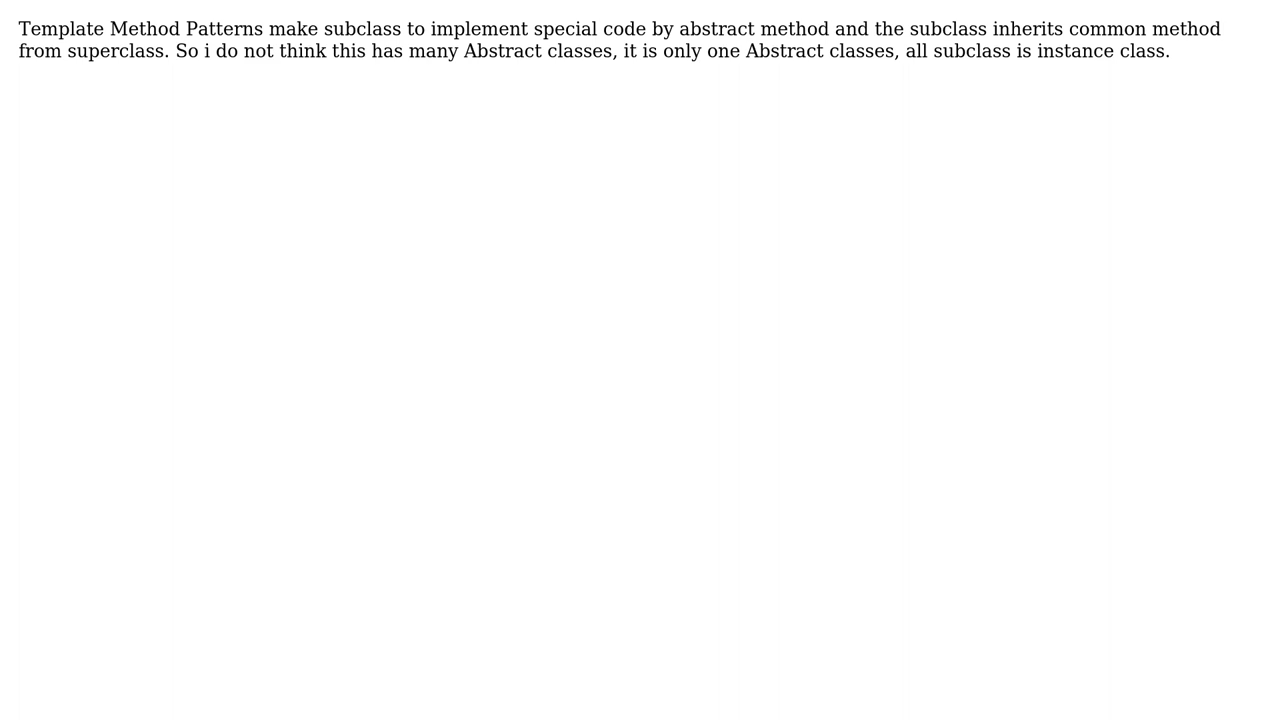 Template Method Patterns make subclass to implement special code by abstract method and the subclass inherits common method
from superclass. So i do not think this has many Abstract classes, it is only one Abstract classes, all subclass is instance class.